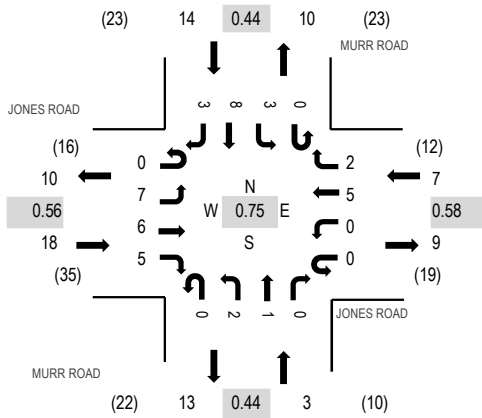 (23) 14 0.44 10 (23)
MURR ROAD
JONES ROAD
3 8 3 0
(16) (12)
0 2
10 7
7 5
N
0.56 W 0.75 E 0.58
6 0
S
18 9
5 0
(35) (19)
0 2 1 0
JONES ROAD
MURR ROAD
(22) 13 0.44 3 (10)